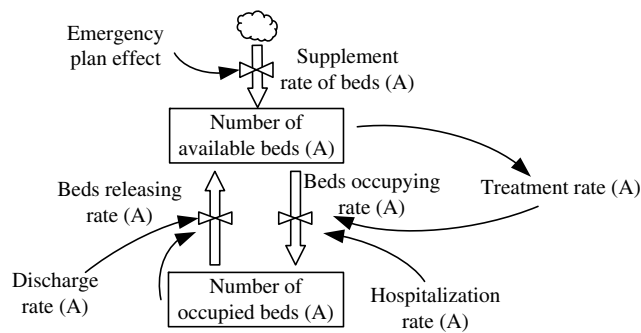 Emergency
plan effect
Supplement
rate of beds (A)
Number of
available beds (A)
Beds releasing
rate (A)
Beds occupying
rate (A)
Treatment rate (A)
Discharge
rate (A)
Number of
occupied beds (A)
Hospitalization
rate (A)